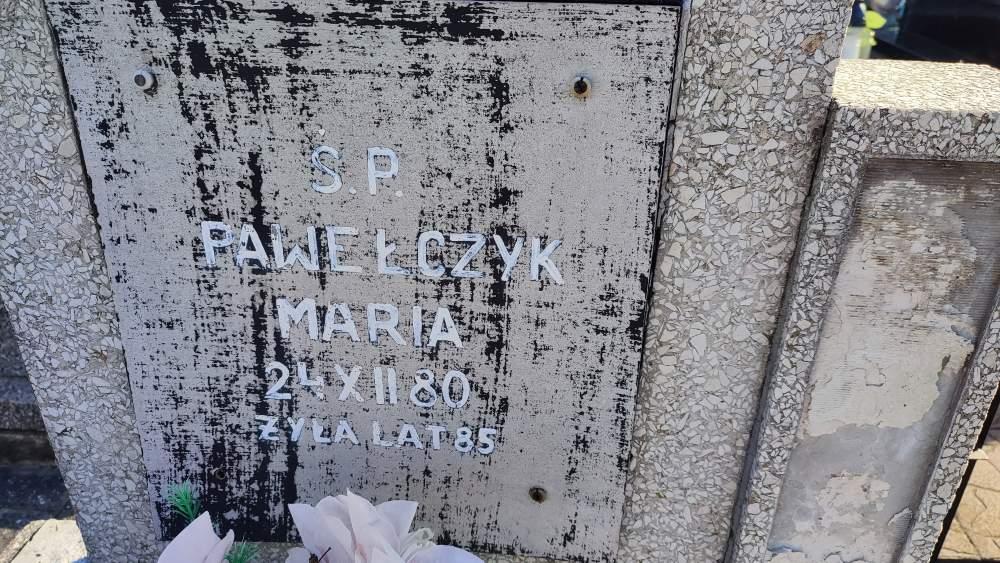 Ś.P.
PAWEŁCZYK
MARIA
24 XII 80
ŻYŁA LAT 85